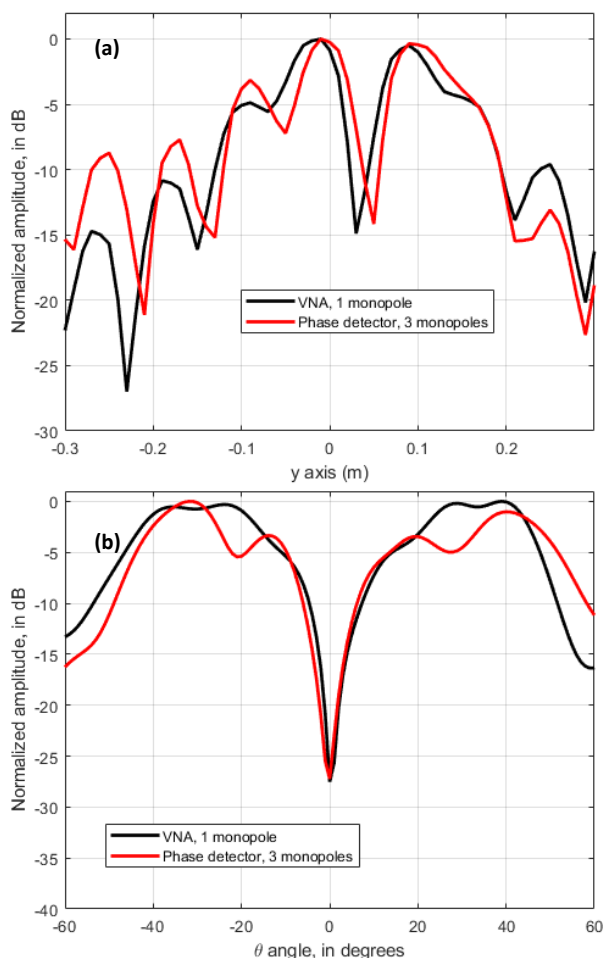 (a)
Normalized amplitude, in dB
0
-5
-10
-15
-20
-25
-30
VNA, 1 monopole
Phase detector, 3 monopoles
-0.3
-0.2
-0.1
0
0.1
0.2
y axis (m)
(b)
Normalized amplitude, in dB
0
-5
-10
-15
-20
-25
-30
-35
-40
VNA, 1 monopole
Phase detector, 3 monopoles
-60
-40
-20
0
20
40
60
θ angle, in degrees